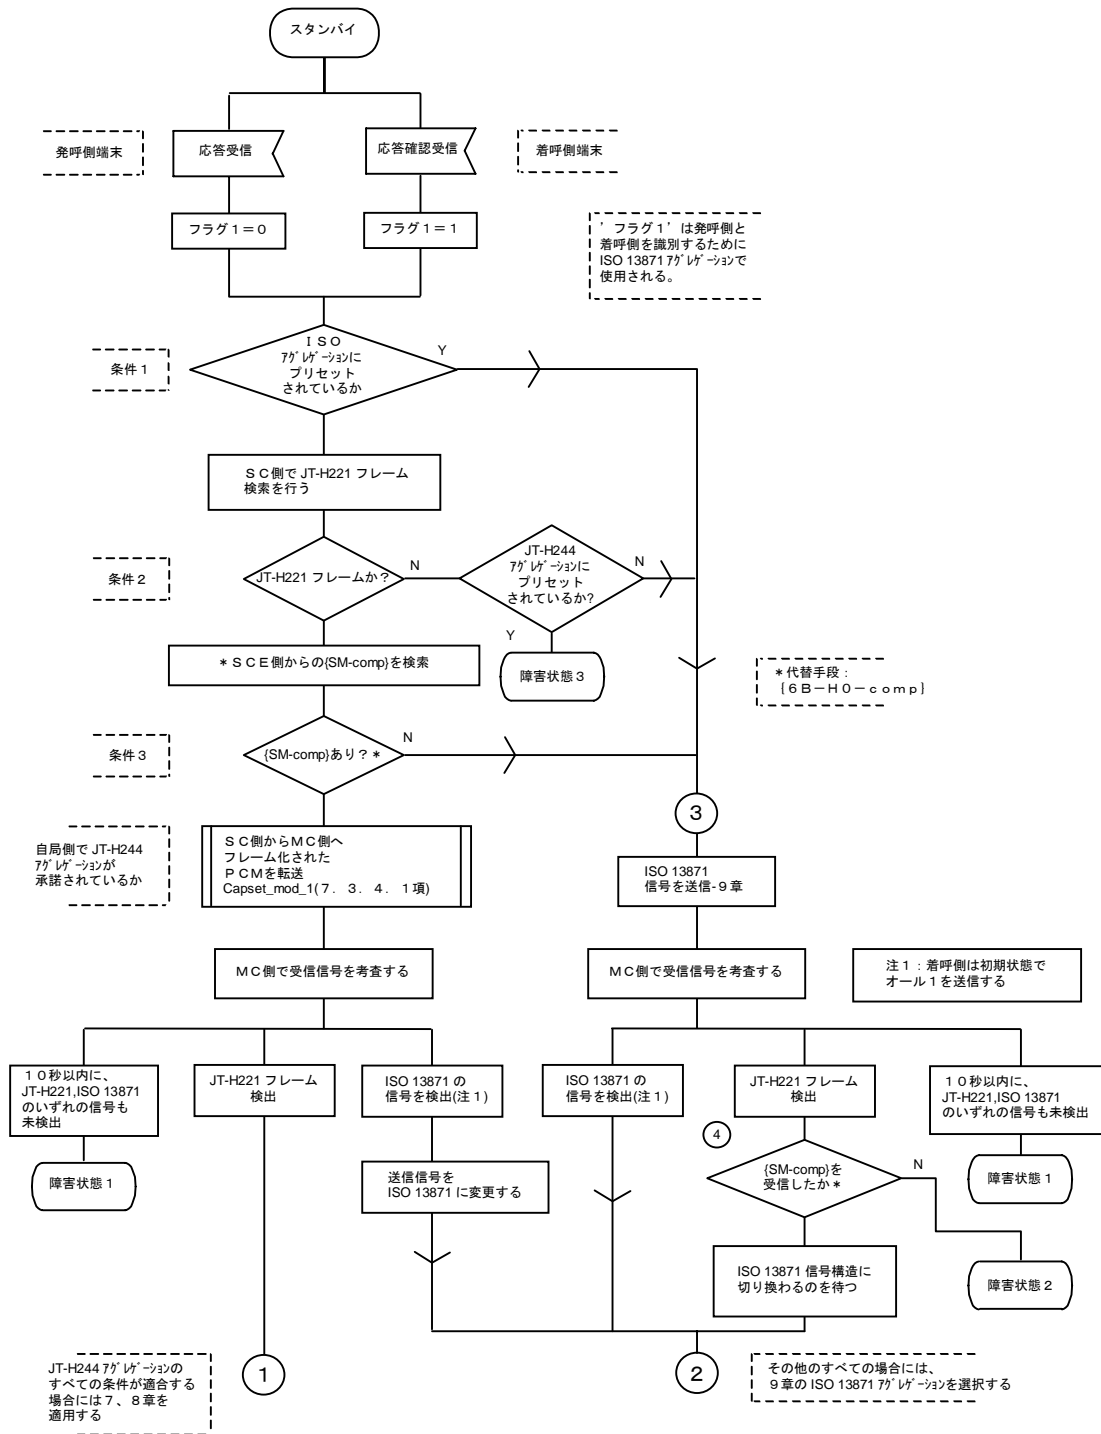 スタンバイ
発呼側端末
応答受信
応答確認受信
着呼側端末
フラグ１＝０
フラグ１＝１
’フラグ１’は発呼側と
着呼側を識別するために
ISO 13871 ｱｸﾞﾚｹﾞｰｼｮﾝで
使用される。
条件１
ＩＳＯ
ｱｸﾞﾚｹﾞｰｼｮﾝに
プリセット
されているか
Y
ＳＣ側で JT-H221 フレーム
検索を行う
条件２
JT-H221 フレームか？
N
JT-H244
ｱｸﾞﾚｹﾞｰｼｮﾝに
プリセット
されているか?
N
Y
障害状態３
＊ＳＣＥ側からの{SM-comp}を検索
＊代替手段：
{６Ｂ－Ｈ０－ｃｏｍｐ}
条件３
{SM-comp}あり？＊
N
３
自局側で JT-H244
ｱｸﾞﾚｹﾞｰｼｮﾝが
承諾されているか
ＳＣ側からＭＣ側へ
フレーム化された
ＰＣＭを転送
Capset_mod_1(７．３．４．１項)
ISO 13871
信号を送信-９章
ＭＣ側で受信信号を考査する
ＭＣ側で受信信号を考査する
注１：着呼側は初期状態で
オール１を送信する
１０秒以内に、
JT-H221,ISO 13871
のいずれの信号も
未検出
JT-H221 フレーム
検出
ISO 13871 の
信号を検出(注１)
ISO 13871 の
信号を検出(注１)
JT-H221 フレーム
検出
１０秒以内に、
JT-H221,ISO 13871
のいずれの信号も未検出
４
障害状態１
送信信号を
ISO 13871 に変更する
{SM-comp}を
受信したか＊
N
障害状態１
ISO 13871 信号構造に
切り換わるのを待つ
障害状態２
JT-H244 ｱｸﾞﾚｹﾞｰｼｮﾝの
すべての条件が適合する
場合には７、８章を
適用する
１
２
その他のすべての場合には、
９章の ISO 13871 ｱｸﾞﾚｹﾞｰｼｮﾝを選択する